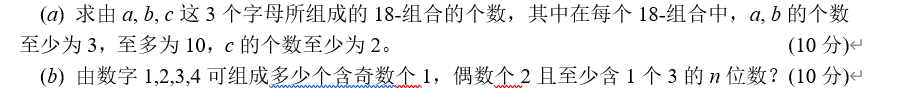 (a) 求由 a, b, c 这 3 个字母所组成的 18-组合的个数，其中在每个 18-组合中，a, b 的个数
至少为 3，至多为 10，c 的个数至少为 2。 (10 分)↵
(b) 由数字 1,2,3,4 可组成多少个含奇数个 1，偶数个 2 且至少含 1 个 3 的 n 位数？(10 分)↵